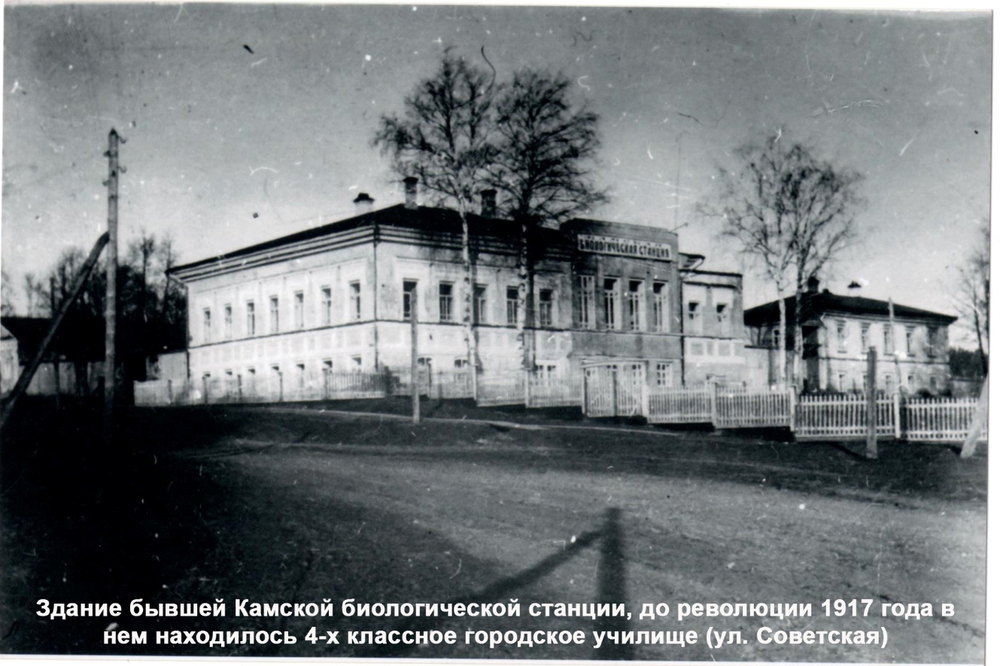 БИОЛОГИЧЕСКАЯ СТАНЦИЯ
Здание бывшей Камской биологической станции, до революции 1917 года в
нем находилось 4-х классное городское училище (ул. Советская)